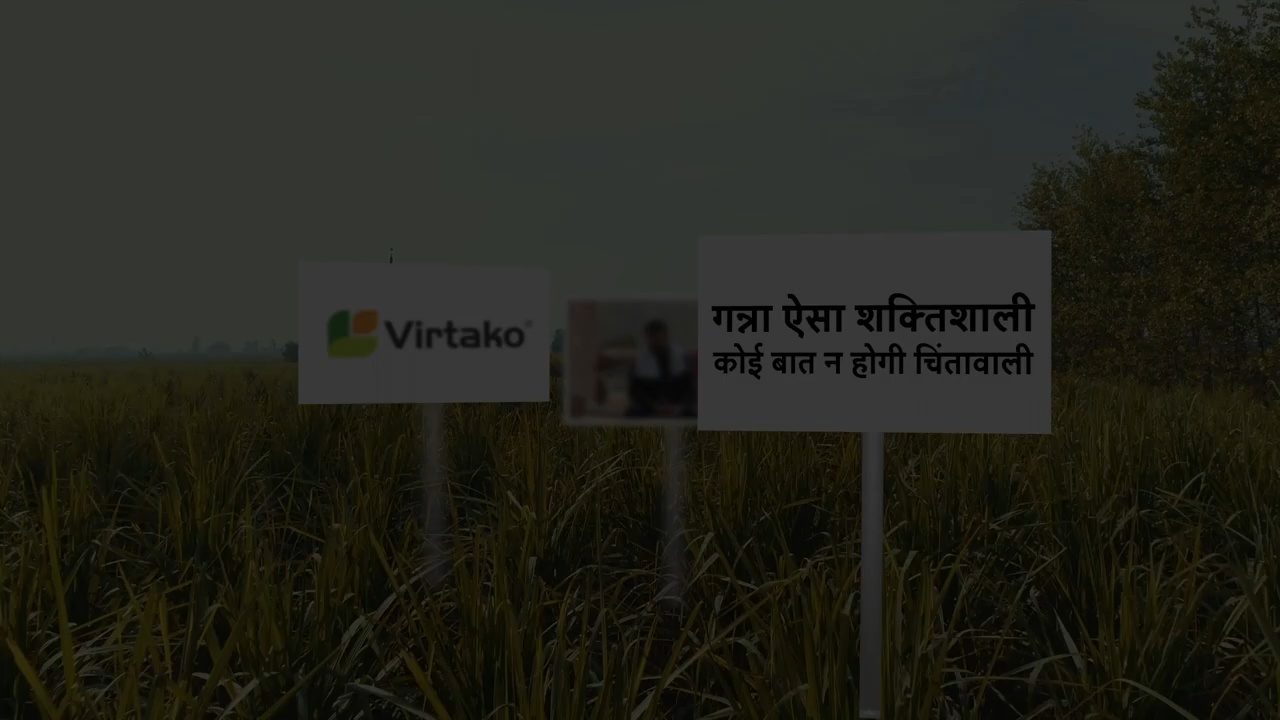 Virtako®
गन्ना ऐसा शक्तिशाली
कोई बात न होगी चिंतावाली